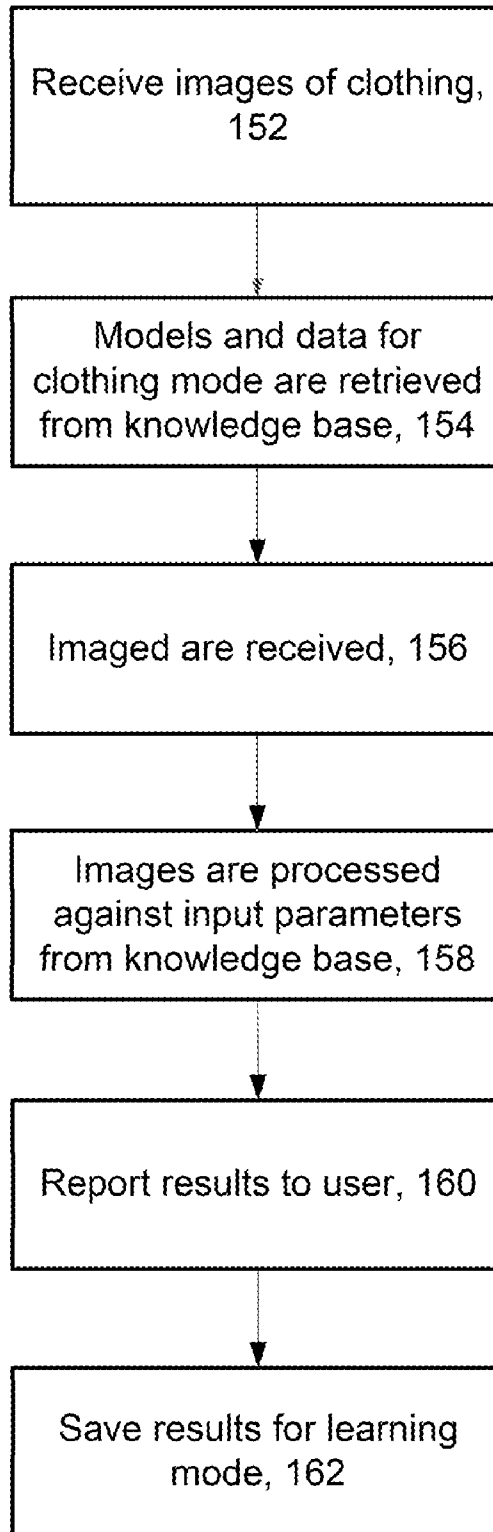 Receive images of clothing,
152
Models and data for
clothing mode are retrieved
from knowledge base, 154
Imaged are received, 156
Images are processed
against input parameters
from knowledge base, 158
Report results to user, 160
Save results for learning
mode, 162